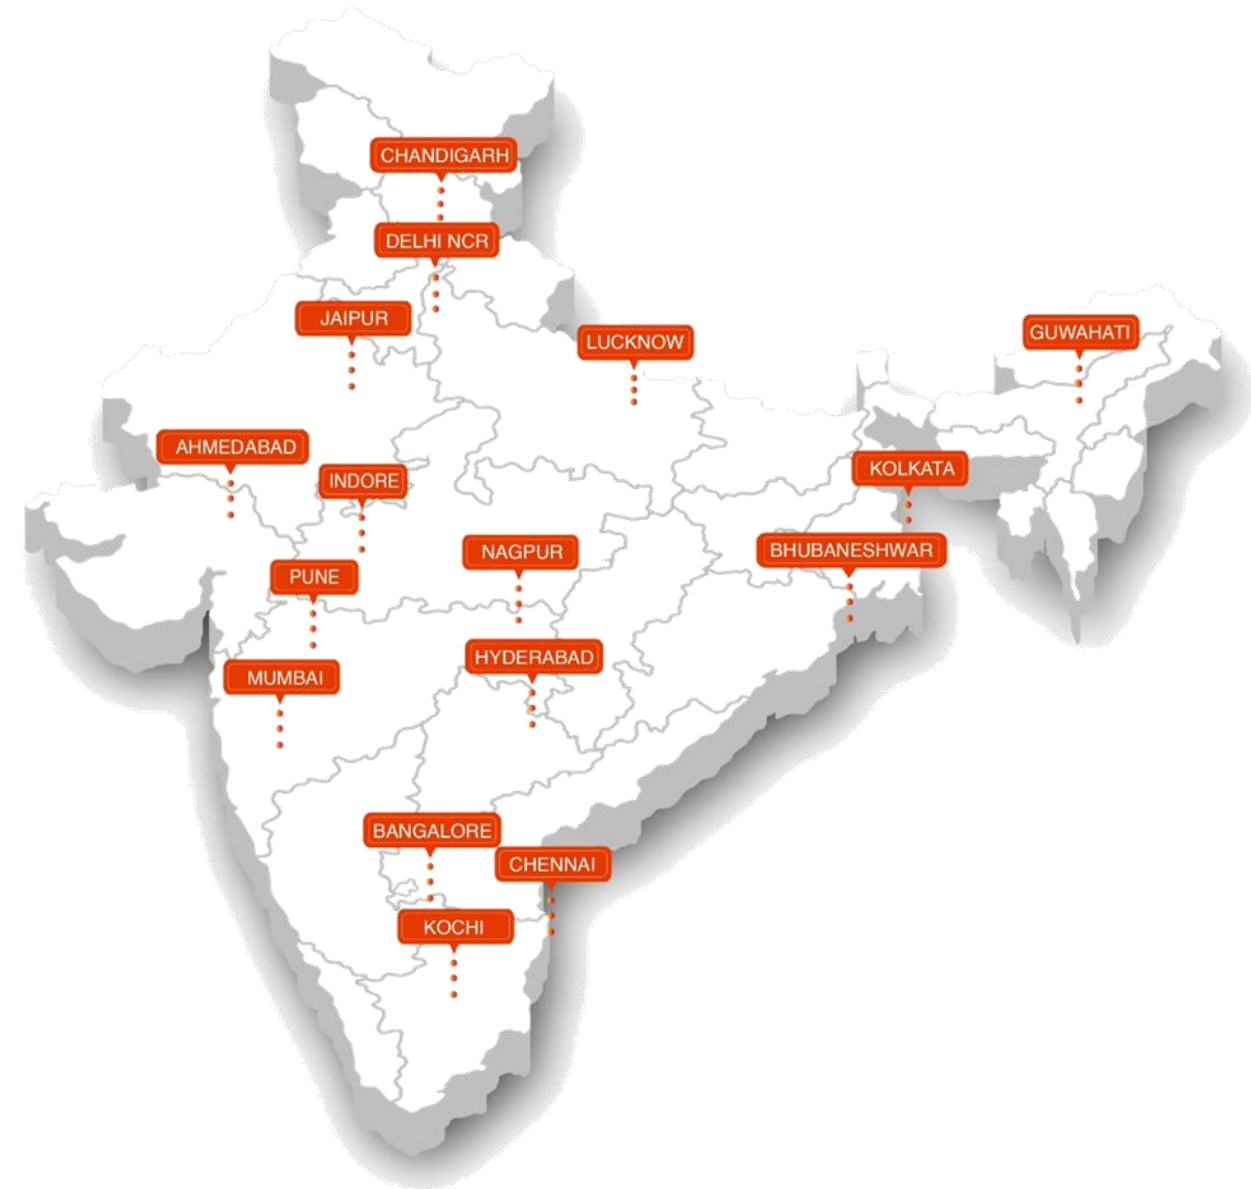 CHANDIGARH
DELHI NCR
JAIPUR
LUCKNOW
GUWAHATI
AHMEDABAD
INDORE
KOLKATA
NAGPUR
BHUBANESHWAR
PUNE
HYDERABAD
MUMBAI
BANGALORE
CHENNAI
KOCHI